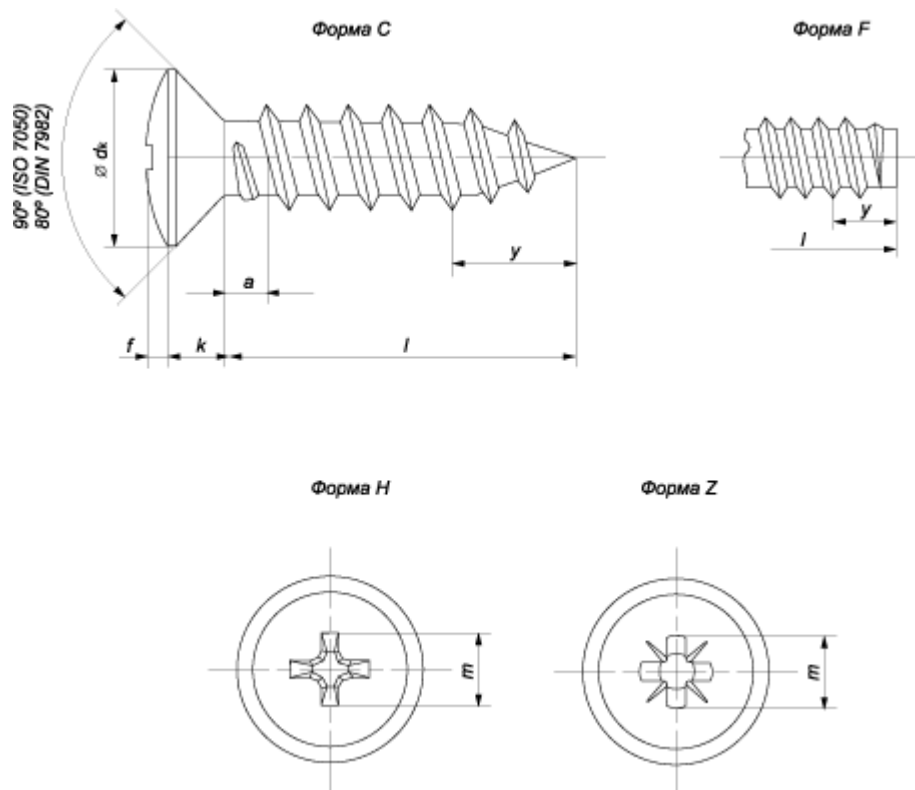 Форма C
Форма F
90° (ISO 7050)
80° (DIN 7982)
Ø dk
y
a
f
k
l
y
l
Форма H
Форма Z
m
m